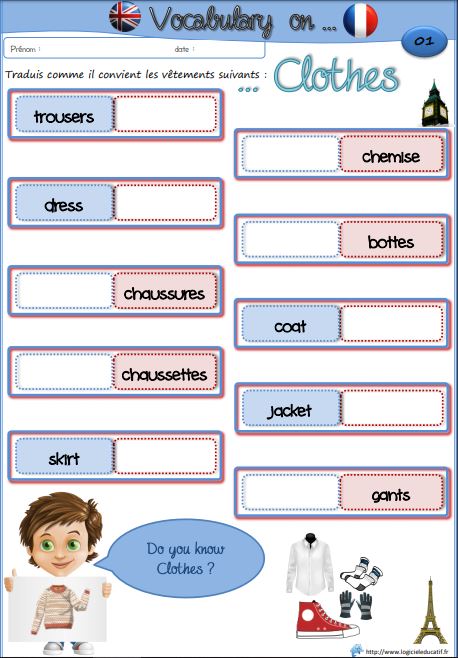 Vocabulary on ...
01
Prénom : date :
Traduis comme il convient les vêtements suivants :
... Clothes
trousers
chemise
dress
bottes
chaussures
coat
chaussettes
jacket
skirt
gants
Do you know
Clothes ?
http://www.logicieleducatif.fr